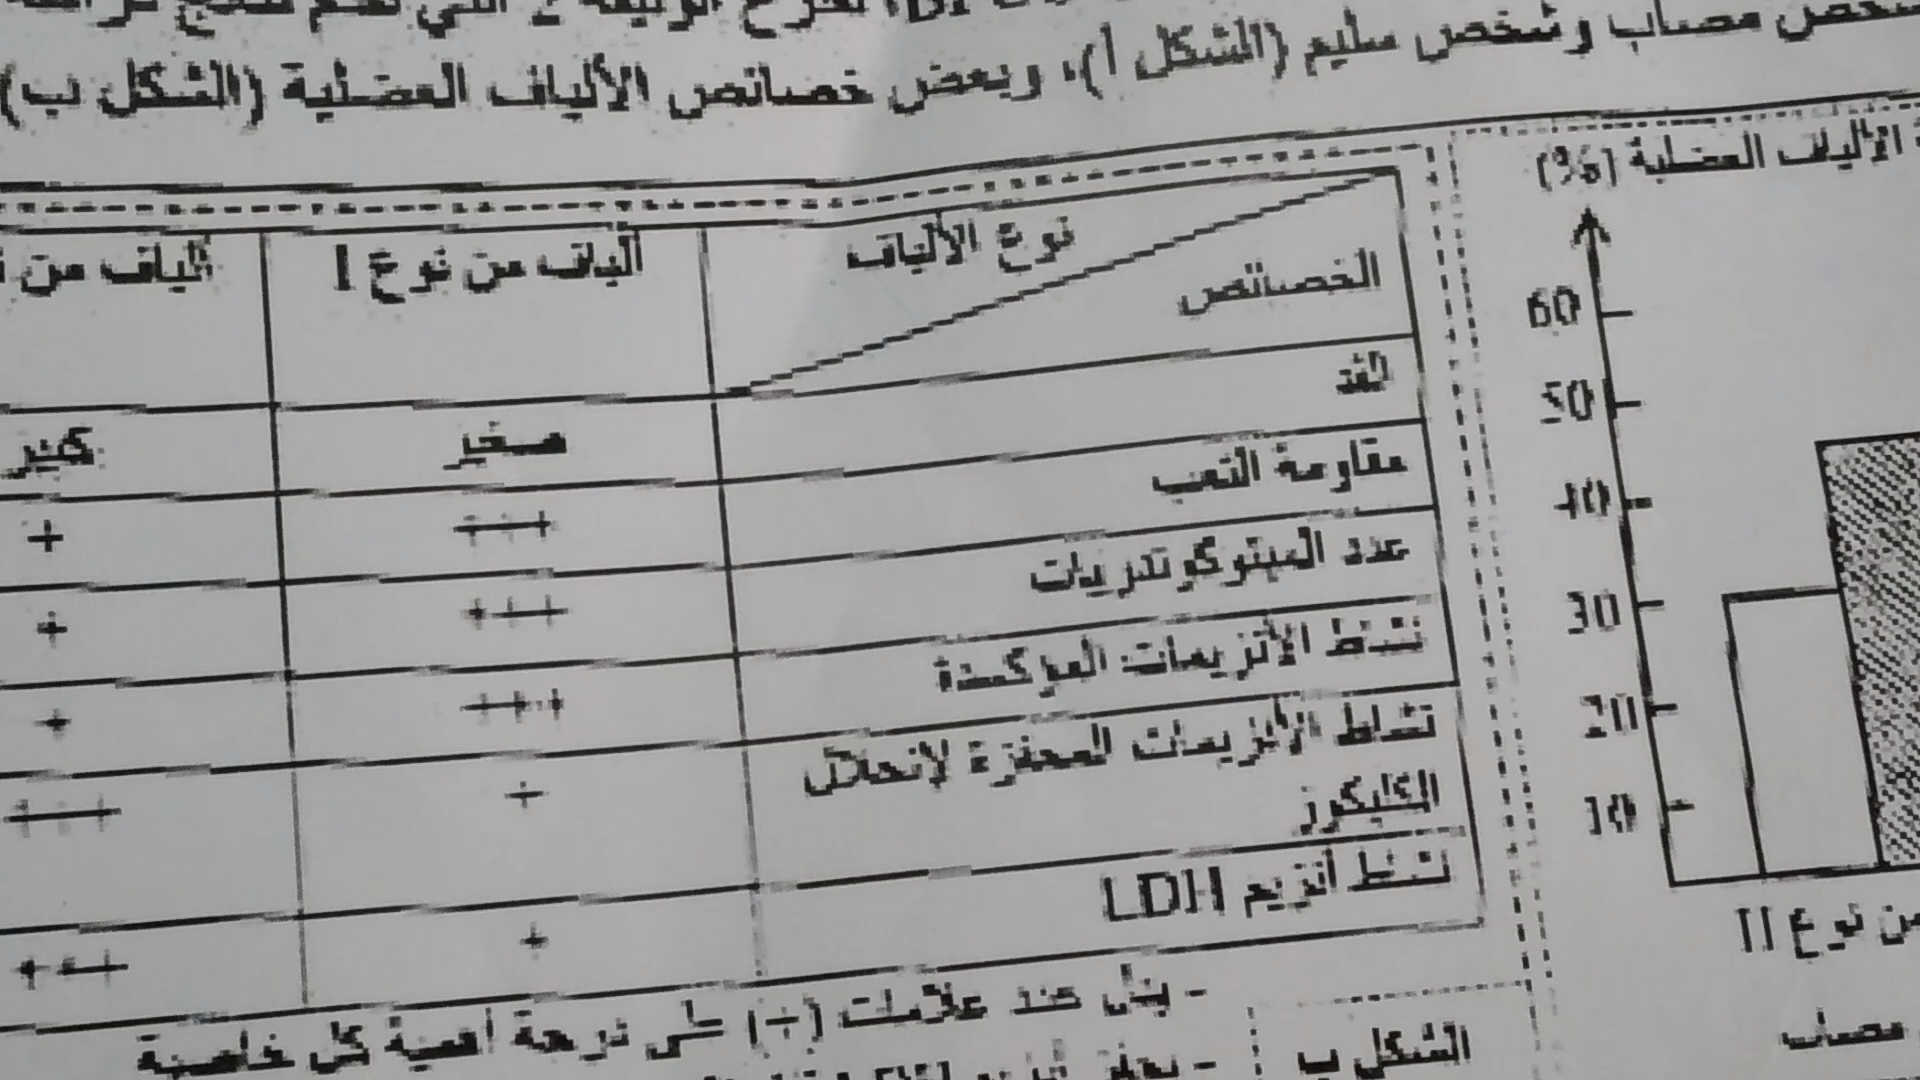 شخص مصاب وشخص سليم (الشكل أ)، وبعض خصائص الألياف العضلية (الشكل ب)
الألياف العضلية (%)
60
50
40
30
20
10
من نوع II
مصاب
نوع الألياف
الخصائص
ألياف من نوع I
ألياف من
القد
صغير
كبير
مقاومة التعب
+++
+
عدد الميتوكوندريات
+++
+
نشاط الأنزيمات المؤكسدة
+++
+
نشاط الأنزيمات المحفزة لانحلال الكليكوز
+
+++
نشاط أنزيم LDH
+
+++
- يدل عدد علامات (+) على درجة أهمية كل خاصية
الشكل ب